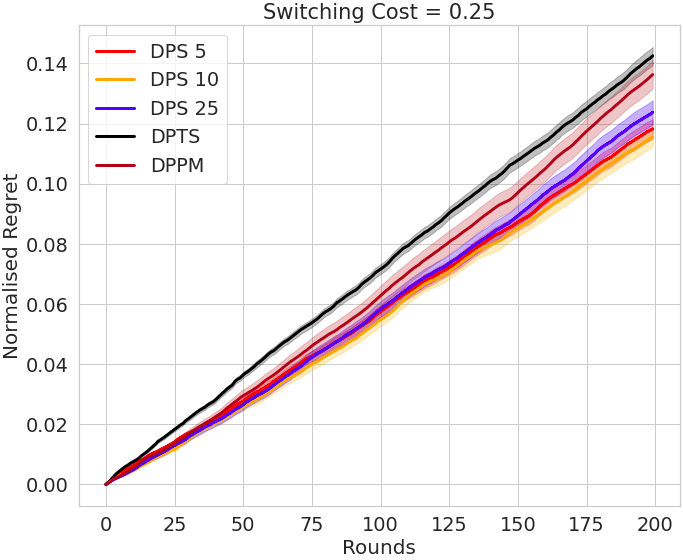 Switching Cost = 0.25
DPS 5
DPS 10
DPS 25
DPTS
DPPM
Normalised Regret
0.14
0.12
0.10
0.08
0.06
0.04
0.02
0.00
0 25 50 75 100 125 150 175 200
Rounds